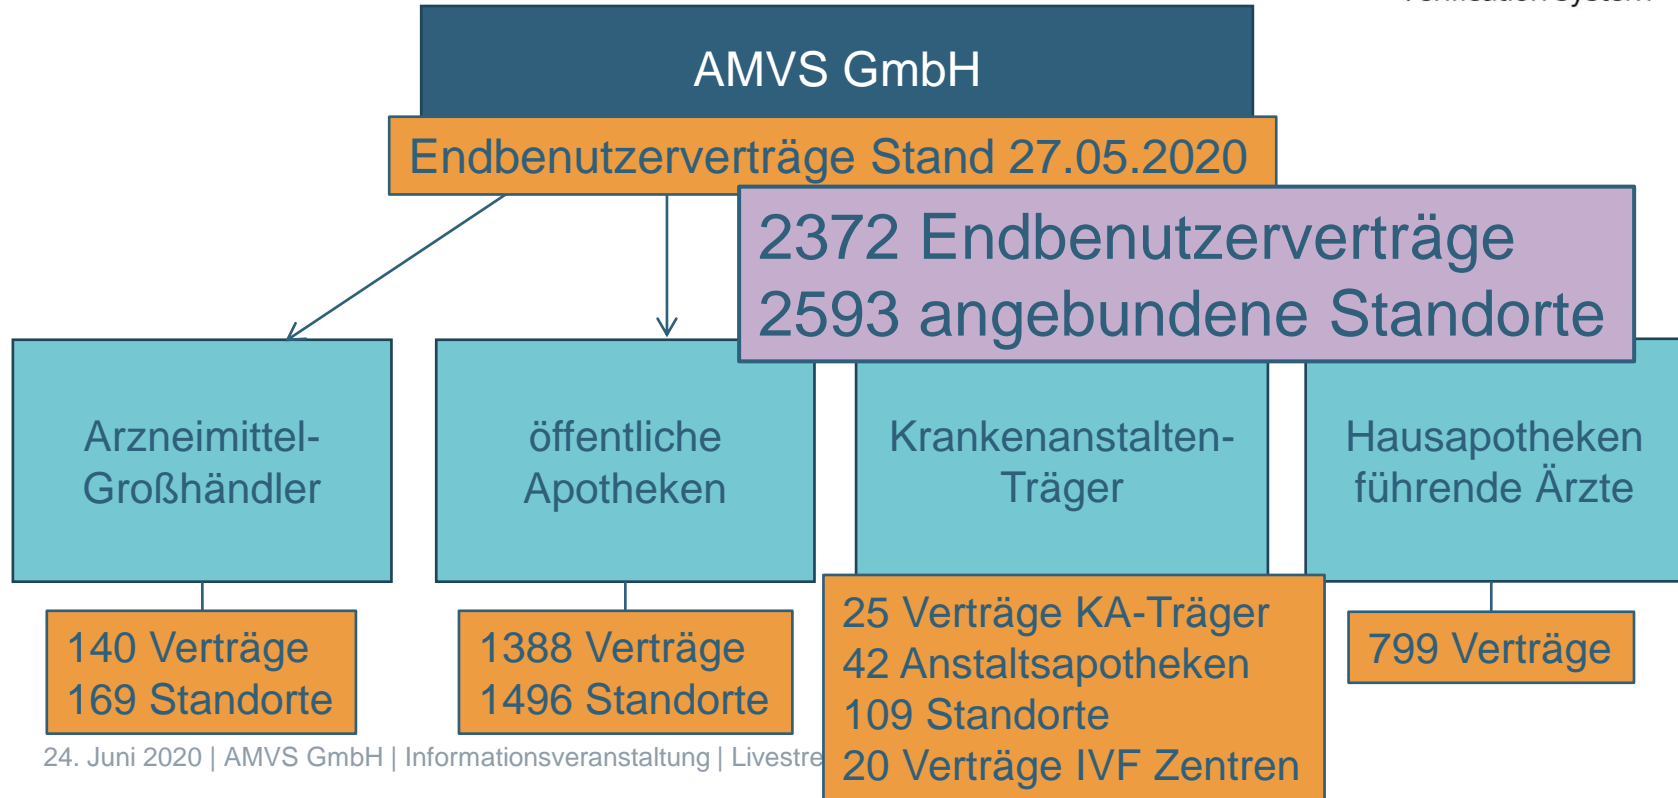 AMVS GmbH
Endbenutzerverträge Stand 27.05.2020
2372 Endbenutzerverträge
2593 angebundene Standorte
Arzneimittel-
Großhändler
öffentliche
Apotheken
Krankenanstalten-
Träger
Hausapotheken
führende Ärzte
140 Verträge
169 Standorte
1388 Verträge
1496 Standorte
25 Verträge KA-Träger
42 Anstaltsapotheken
109 Standorte
20 Verträge IVF Zentren
799 Verträge
24. Juni 2020 | AMVS GmbH | Informationsveranstaltung | Livestre